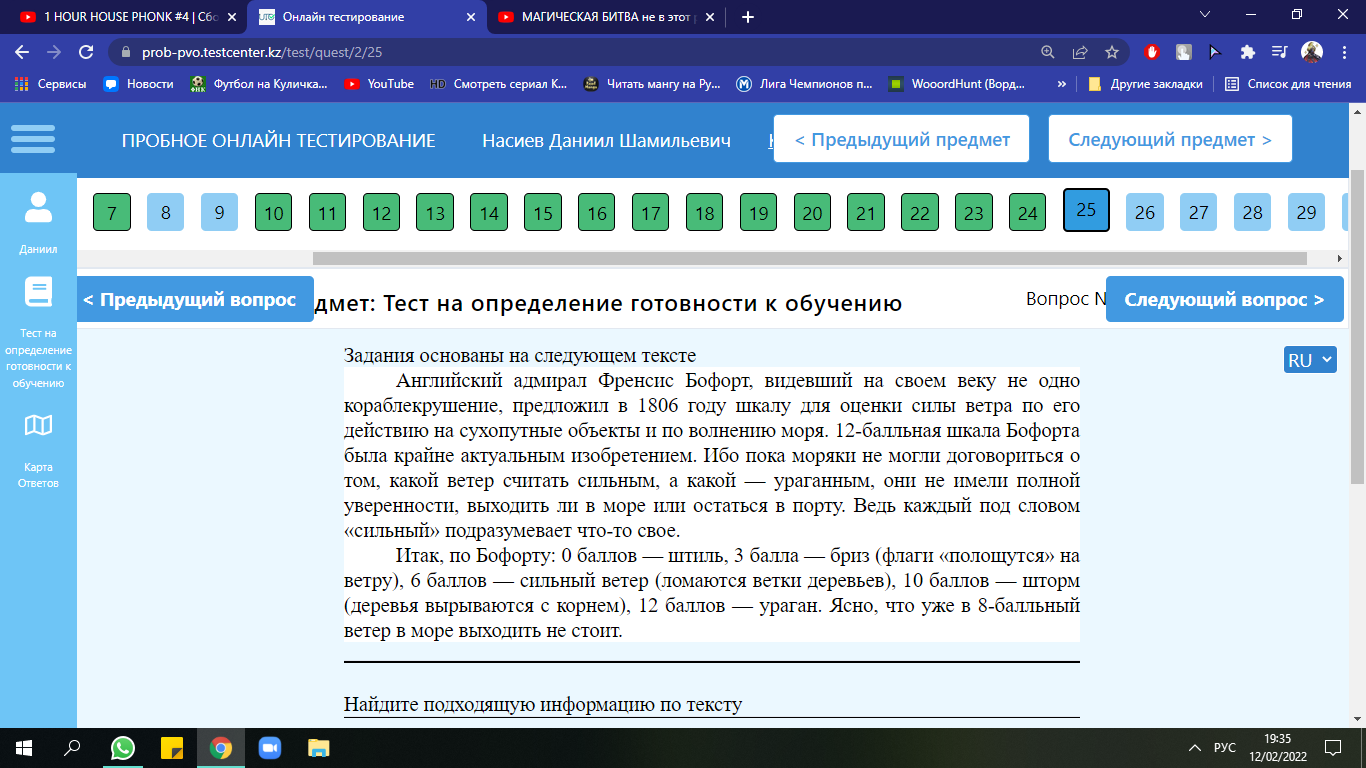 1 HOUR HOUSE PHONK #4 | Сбо
Онлайн тестирование
МАГИЧЕСКАЯ БИТВА не в этот р
prob-pvo.testcenter.kz/test/quest/2/25
Сервисы
Новости
Футбол на Куличка...
YouTube
HD Смотреть сериал К...
Читать мангу на Ру...
Лига Чемпионов п...
WooordHunt (Ворд...
»
Другие закладки
Список для чтения
ПРОБНОЕ ОНЛАЙН ТЕСТИРОВАНИЕ
Насиев Даниил Шамильевич
< Предыдущий предмет
Следующий предмет >
7 8 9 10 11 12 13 14 15 16 17 18 19 20 21 22 23 24 25 26 27 28 29
Даниил
Тест на
определение
готовности к
обучению
Карта
Ответов
< Предыдущий вопрос
дмет: Тест на определение готовности к обучению
Вопрос N
Следующий вопрос >
RU
Задания основаны на следующем тексте
Английский адмирал Френсис Бофорт, видевший на своем веку не одно
кораблекрушение, предложил в 1806 году шкалу для оценки силы ветра по его
действию на сухопутные объекты и по волнению моря. 12-балльная шкала Бофорта
была крайне актуальным изобретением. Ибо пока моряки не могли договориться о
том, какой ветер считать сильным, а какой — ураганным, они не имели полной
уверенности, выходить ли в море или остаться в порту. Ведь каждый под словом
«сильный» подразумевает что-то свое.
Итак, по Бофорту: 0 баллов — штиль, 3 балла — бриз (флаги «полощутся» на
ветру), 6 баллов — сильный ветер (ломаются ветки деревьев), 10 баллов — шторм
(деревья вырываются с корнем), 12 баллов — ураган. Ясно, что уже в 8-балльный
ветер в море выходить не стоит.
Найдите подходящую информацию по тексту
РУС
19:35
12/02/2022